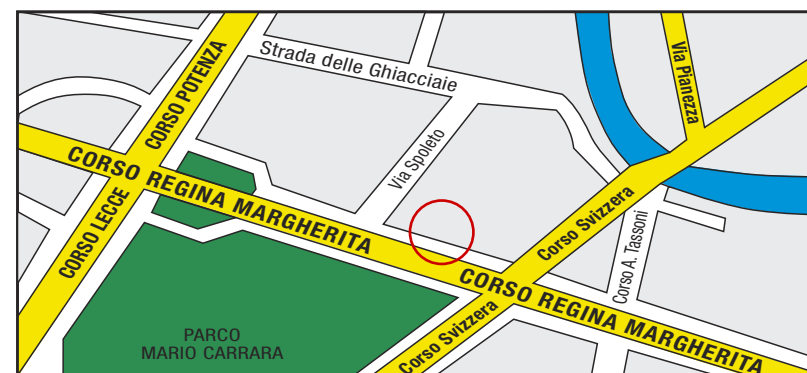 CORSO POTENZA
Strada delle Ghiacciaie
Via Pianezza
Via Spoleto
CORSO REGINA MARGHERITA
CORSO LECCE
Corso Svizzera
Corso A. Tassoni
CORSO REGINA MARGHERITA
Corso Svizzera
PARCO
MARIO CARRARA